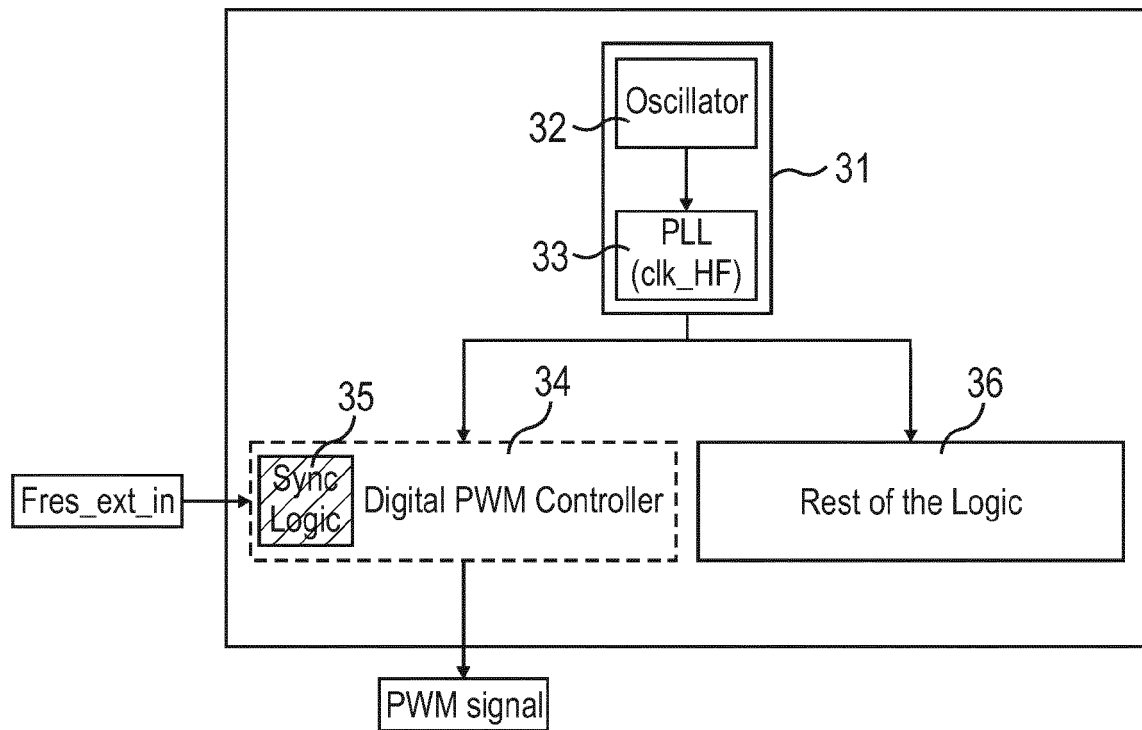 Oscillator
32
31
PLL
33
(clk_HF)
34
36
35
Sync
Logic
Digital PWM Controller
Rest of the Logic
Fres_ext_in
PWM signal